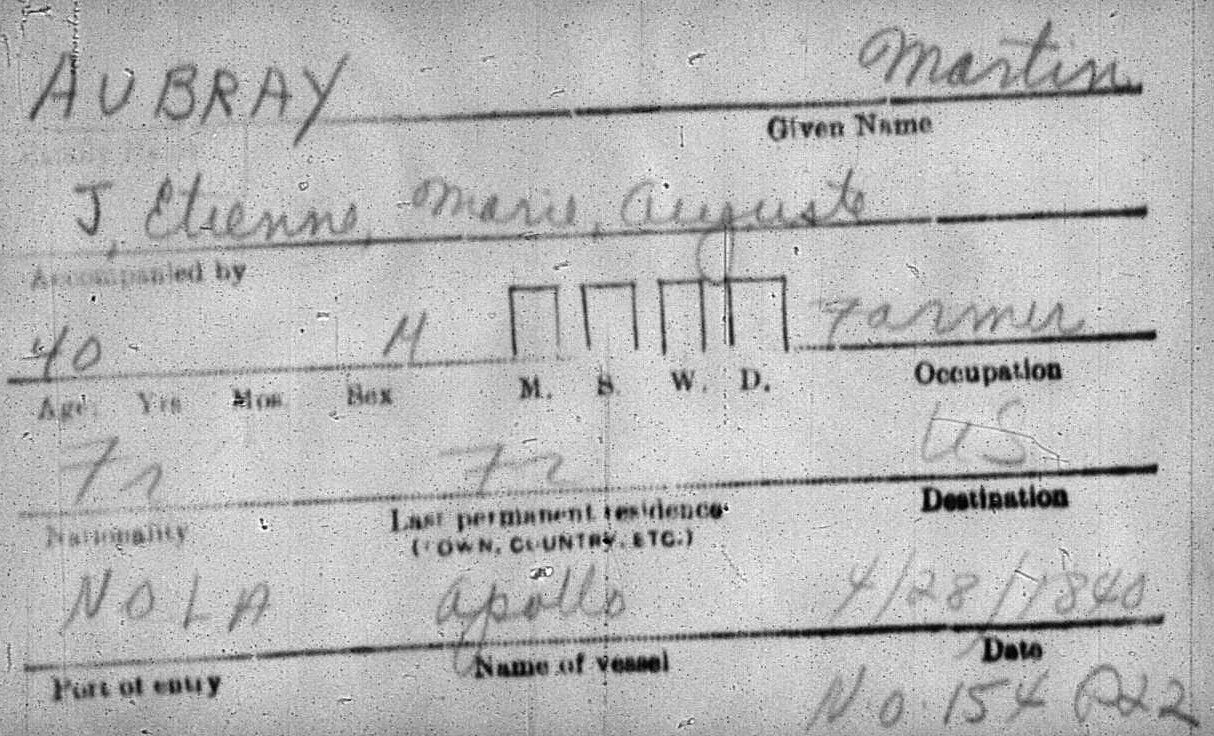 AUBRAY Martin
Given Name
J, Etienne, Marie, Auguste
Accompanied by
40 M Farmer
Age Yrs Mos. Sex M. S. W. D. Occupation
Fr Fr US
Nationality Last permanent residence Destination
(TOWN, COUNTRY, ETC.)
NOLA Apollo 4/28/1840
Port of entry Name of vessel Date
No. 154 R22